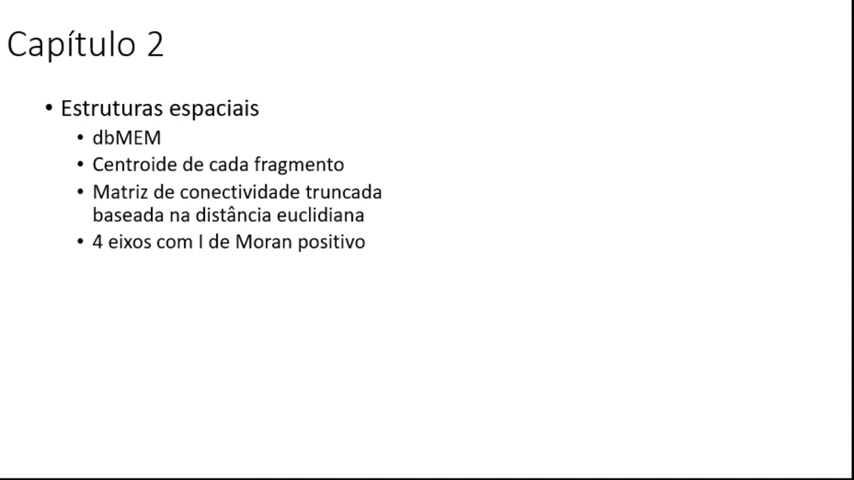 Capítulo 2
• Estruturas espaciais
• dbMEM
• Centroide de cada fragmento
• Matriz de conectividade truncada
baseada na distância euclidiana
• 4 eixos com I de Moran positivo